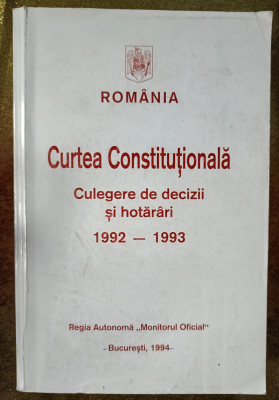 ROMÂNIA
Curtea Constituțională
Culegere de decizii
și hotărâri
1992 — 1993
Regia Autonomă „Monitorul Oficial"
- București, 1994-